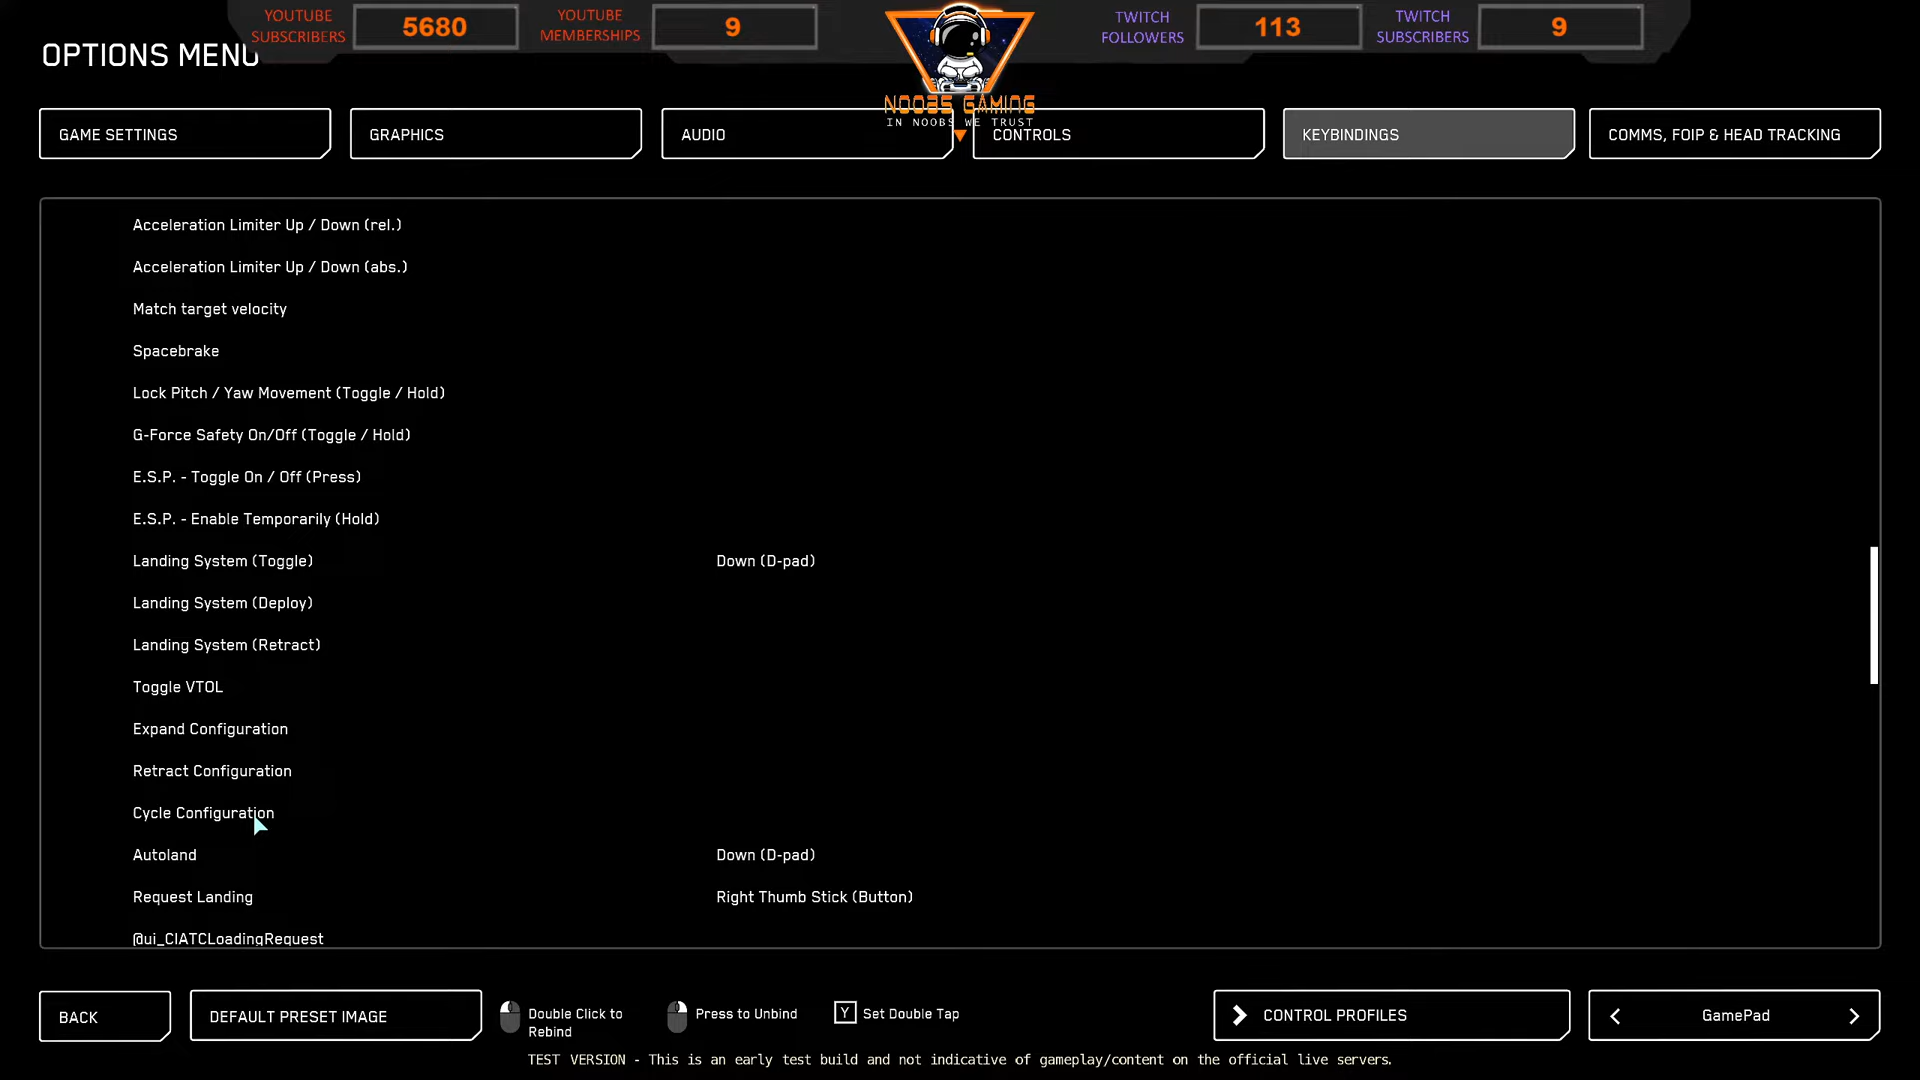 YOUTUBE
SUBSCRIBERS
5680
YOUTUBE
MEMBERSHIPS
9
TWITCH
FOLLOWERS
113
TWITCH
SUBSCRIBERS
9
OPTIONS MENU
NOOBS GAMING
IN NOOBS WE TRUST
GAME SETTINGS
GRAPHICS
AUDIO
CONTROLS
KEYBINDINGS
COMMS, FOIP & HEAD TRACKING
Acceleration Limiter Up / Down (rel.)
Acceleration Limiter Up / Down (abs.)
Match target velocity
Spacebrake
Lock Pitch / Yaw Movement (Toggle / Hold)
G-Force Safety On/Off (Toggle / Hold)
E.S.P. - Toggle On / Off (Press)
E.S.P. - Enable Temporarily (Hold)
Landing System (Toggle) Down (D-pad)
Landing System (Deploy)
Landing System (Retract)
Toggle VTOL
Expand Configuration
Retract Configuration
Cycle Configuration
Autoland Down (D-pad)
Request Landing Right Thumb Stick (Button)
@ui_CIATCLoadingRequest
BACK
DEFAULT PRESET IMAGE
Double Click to
Rebind
Press to Unbind
Y Set Double Tap
CONTROL PROFILES
GamePad
TEST VERSION - This is an early test build and not indicative of gameplay/content on the official live servers.